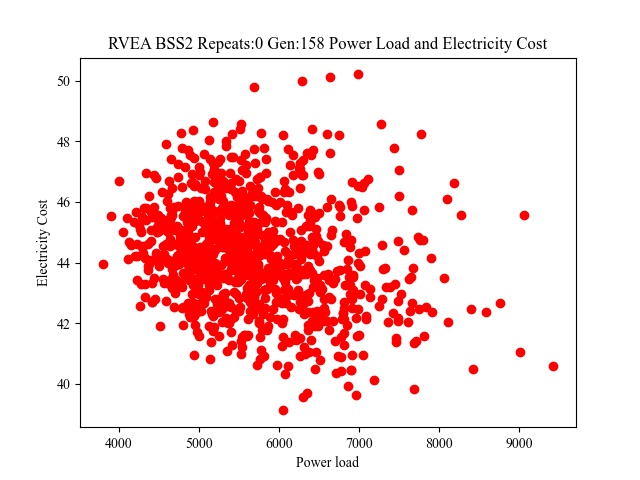 RVEA BSS2 Repeats:0 Gen:158 Power Load and Electricity Cost
50
48
46
44
42
40
Electricity Cost
4000 5000 6000 7000 8000 9000
Power load